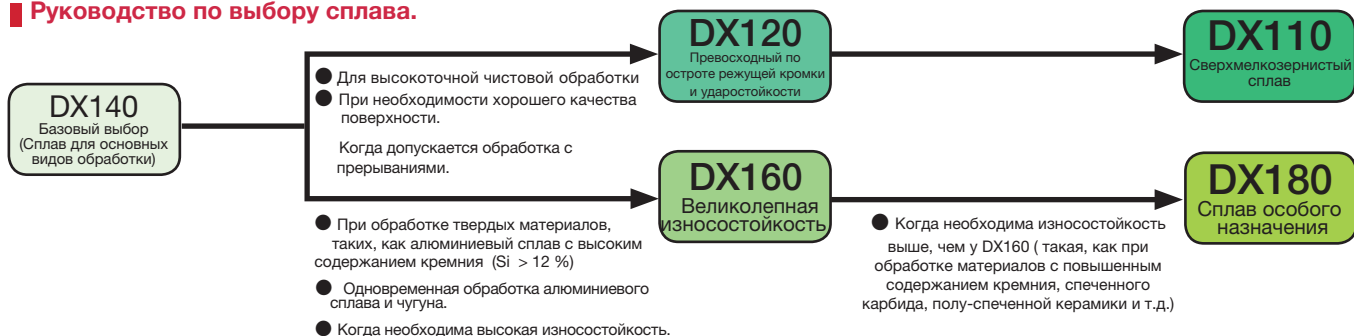 Руководство по выбору сплава.
DX140
Базовый выбор
(Сплав для основных
видов обработки)
● Для высокоточной чистовой обработки
● При необходимости хорошего качества
поверхности.
Когда допускается обработка с
прерываниями.
DX120
Превосходный по
остроте режущей кромки
и ударостойкости
DX110
Сверхмелкозернистый
сплав
● При обработке твердых материалов,
таких, как алюминиевый сплав с высоким
содержанием кремния (Si > 12 %)
● Одновременная обработка алюминиевого
сплава и чугуна.
● Когда необходима высокая износостойкость.
DX160
Великолепная
износостойкость
● Когда необходима износостойкость
выше, чем у DX160 ( такая, как при
обработке материалов с повышенным
содержанием кремния, спеченного
карбида, полу-спеченной керамики и т.д.)
DX180
Сплав особого
назначения